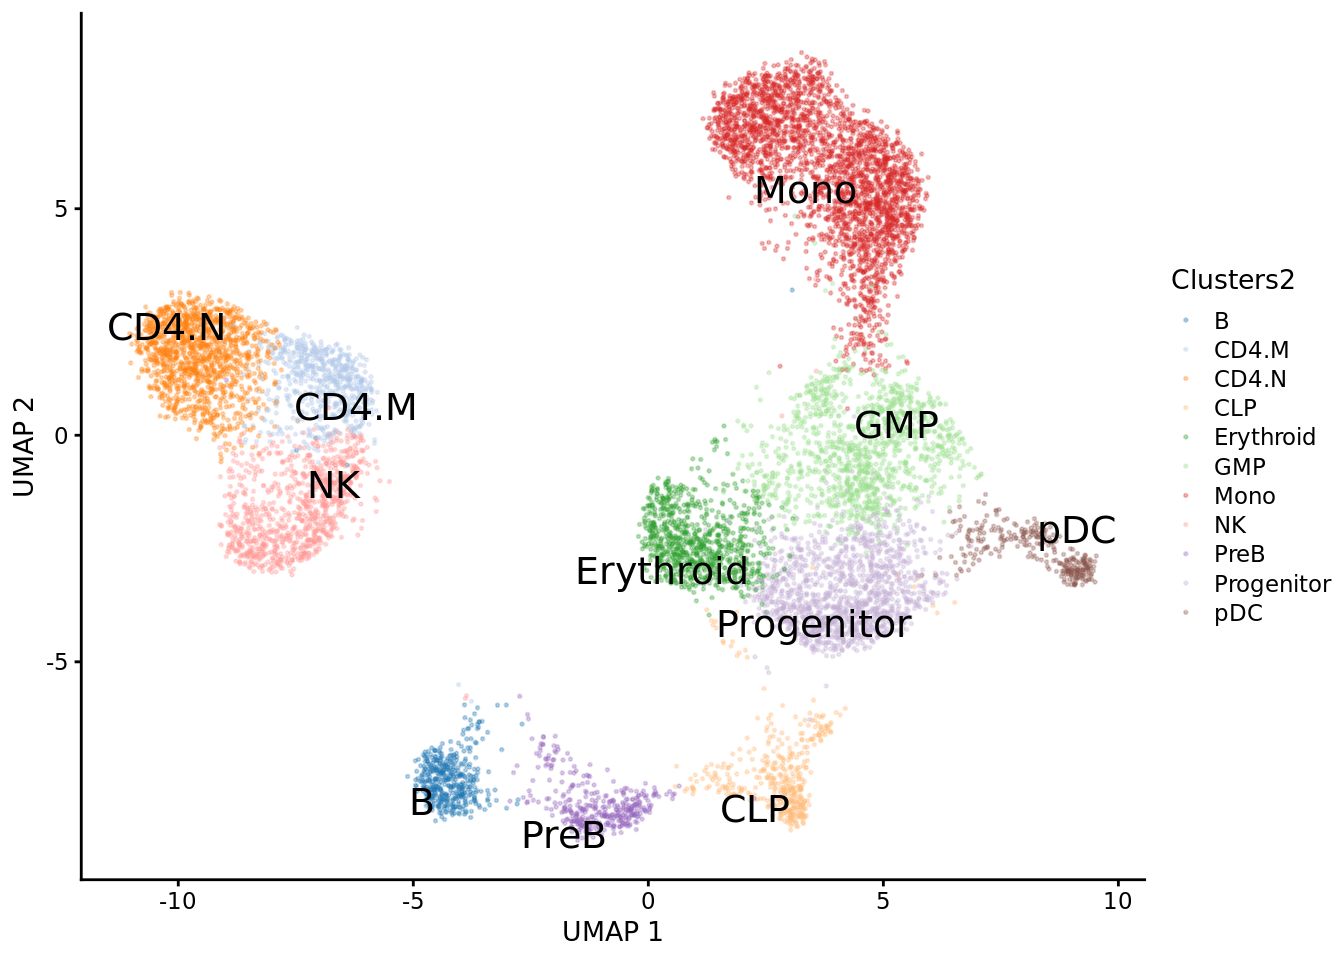 Mono
5
CD4.N
CD4.M
GMP
0
NK
pDC
Erythroid
Progenitor
-5
B
CLP
PreB
-10
-5
0
5
10
UMAP 1
UMAP 2
Clusters2
B
CD4.M
CD4.N
CLP
Erythroid
GMP
Mono
NK
PreB
Progenitor
pDC